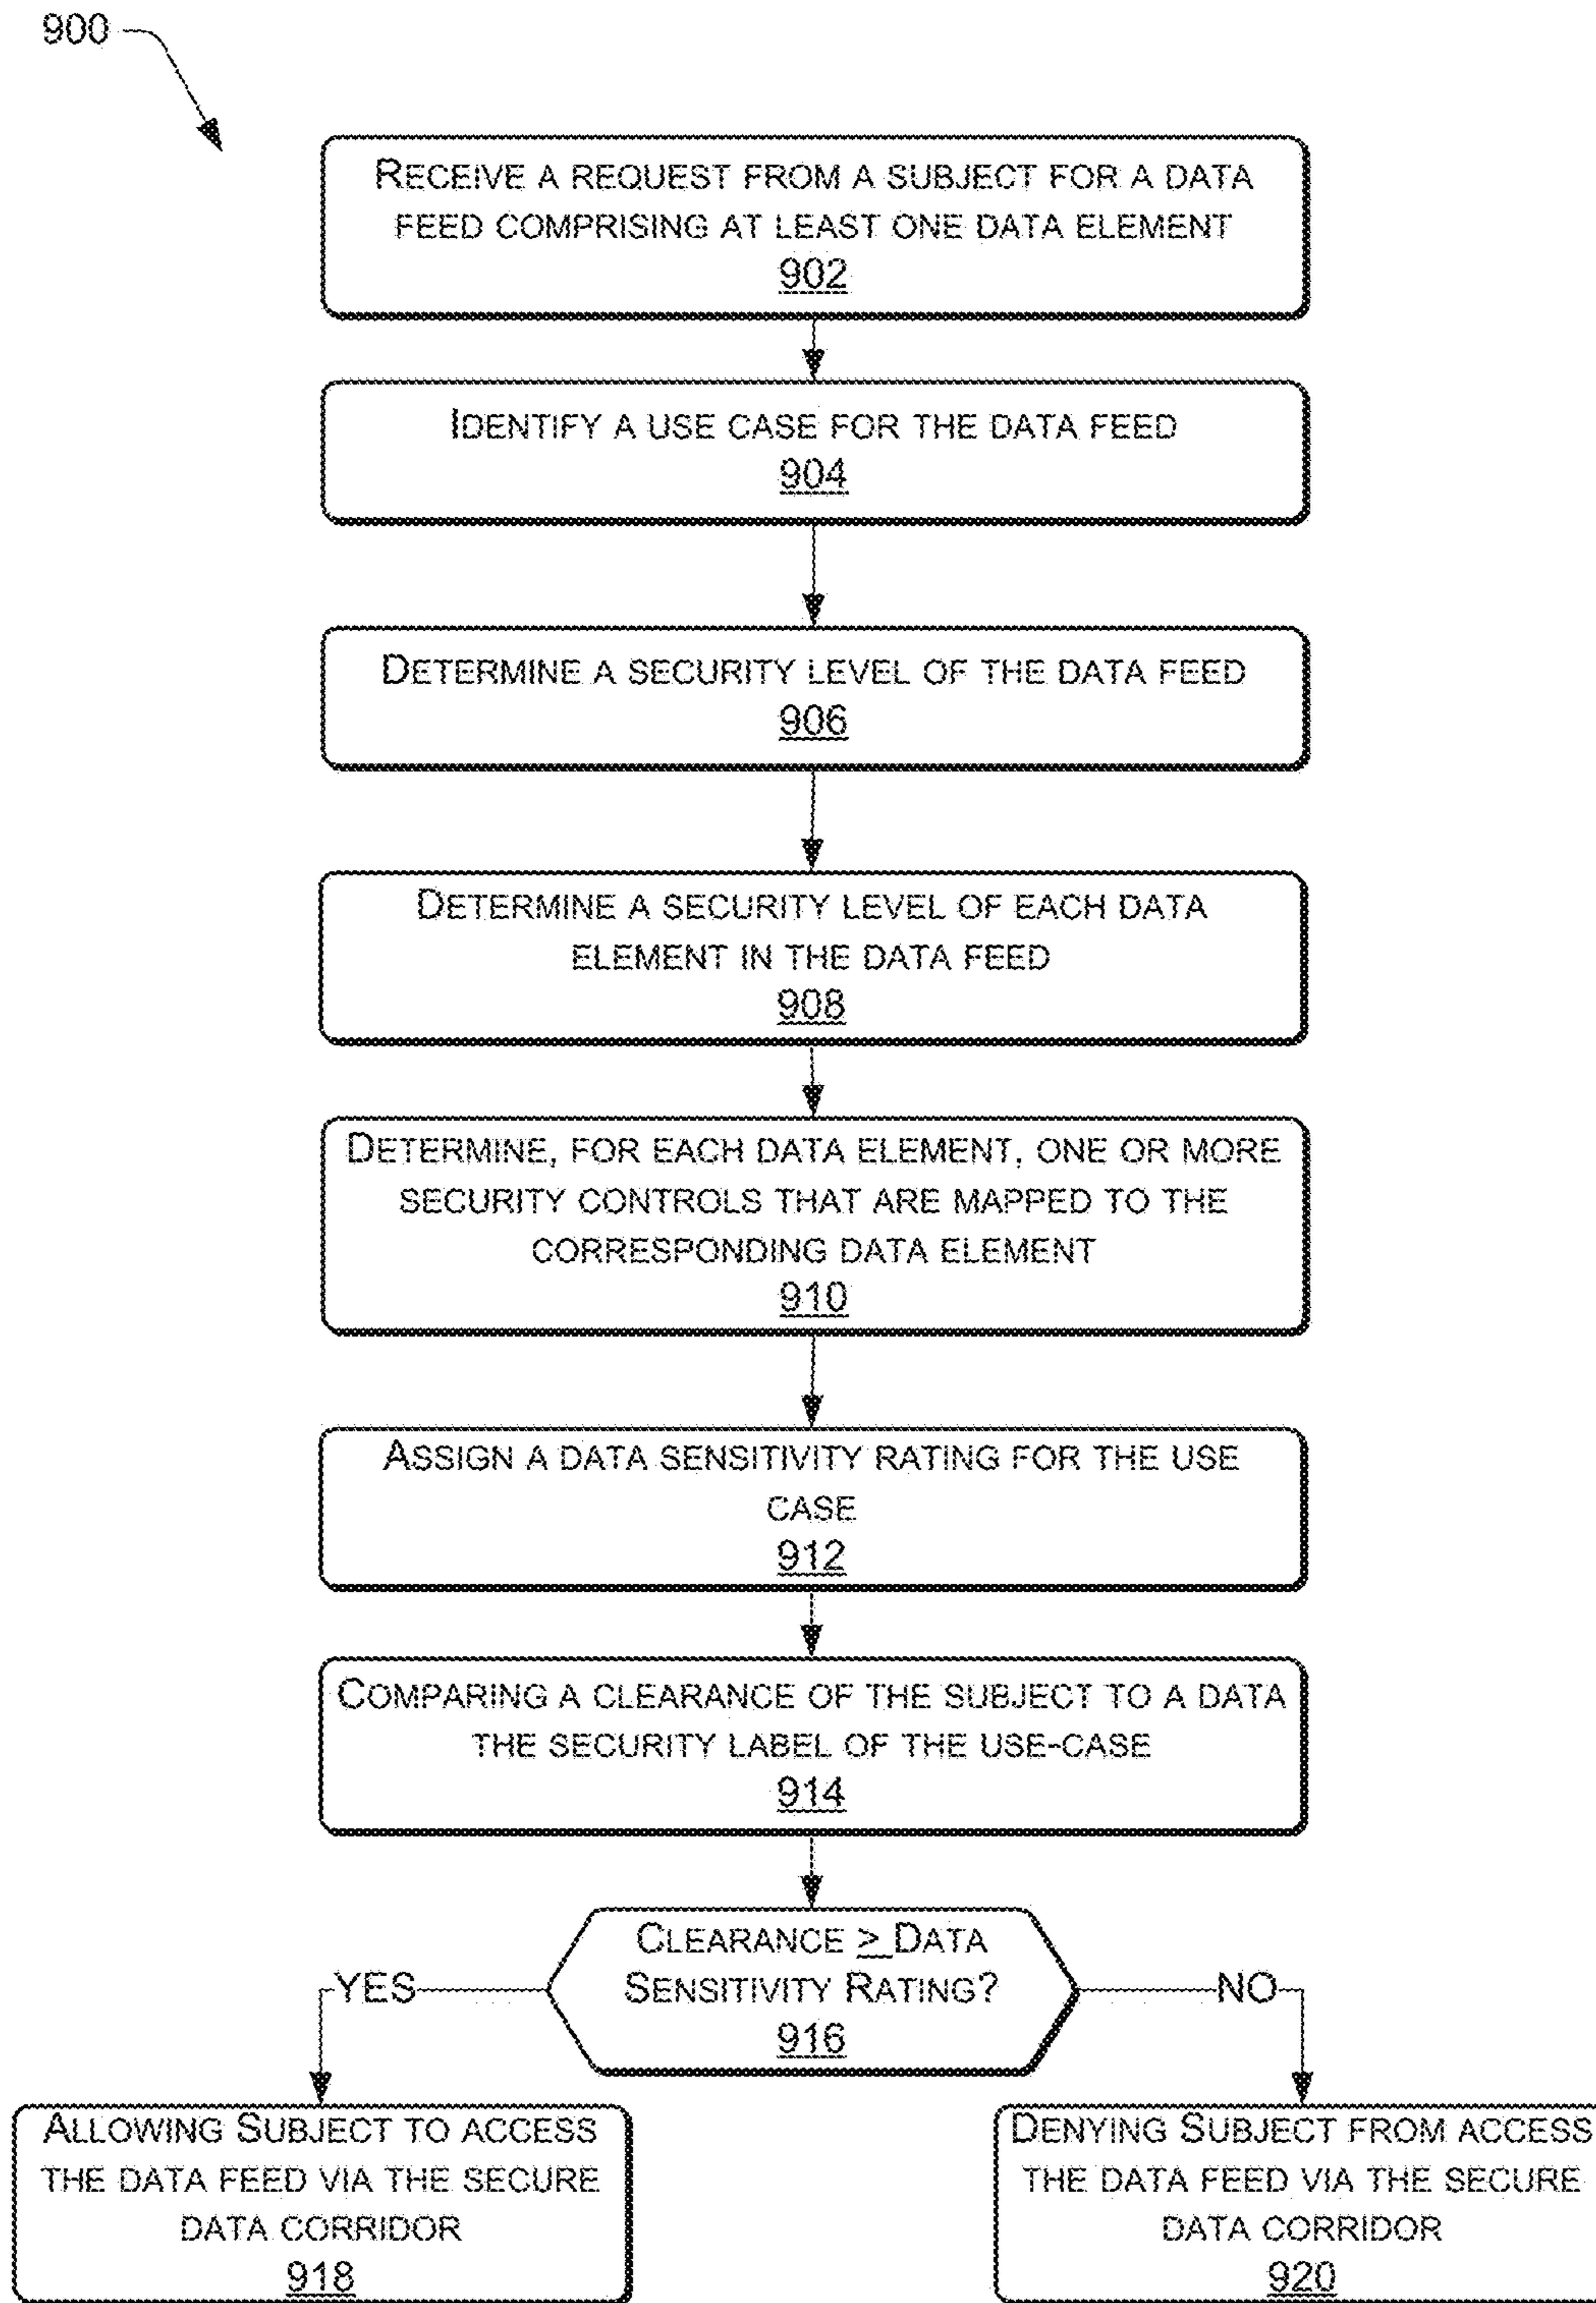 900
RECEIVE A REQUEST FROM A SUBJECT FOR A DATA
FEED COMPRISING AT LEAST ONE DATA ELEMENT
902
IDENTIFY A USE CASE FOR THE DATA FEED
904
DETERMINE A SECURITY LEVEL OF THE DATA FEED
906
DETERMINE A SECURITY LEVEL OF EACH DATA
ELEMENT IN THE DATA FEED
908
DETERMINE, FOR EACH DATA ELEMENT, ONE OR MORE
SECURITY CONTROLS THAT ARE MAPPED TO THE
CORRESPONDING DATA ELEMENT
910
ASSIGN A DATA SENSITIVITY RATING FOR THE USE
CASE
912
COMPARING A CLEARANCE OF THE SUBJECT TO A DATA
THE SECURITY LABEL OF THE USE-CASE
914
CLEARANCE ≥ DATA
SENSITIVITY RATING?
916
YES
NO
ALLOWING SUBJECT TO ACCESS
THE DATA FEED VIA THE SECURE
DATA CORRIDOR
918
DENYING SUBJECT FROM ACCESS
THE DATA FEED VIA THE SECURE
DATA CORRIDOR
920